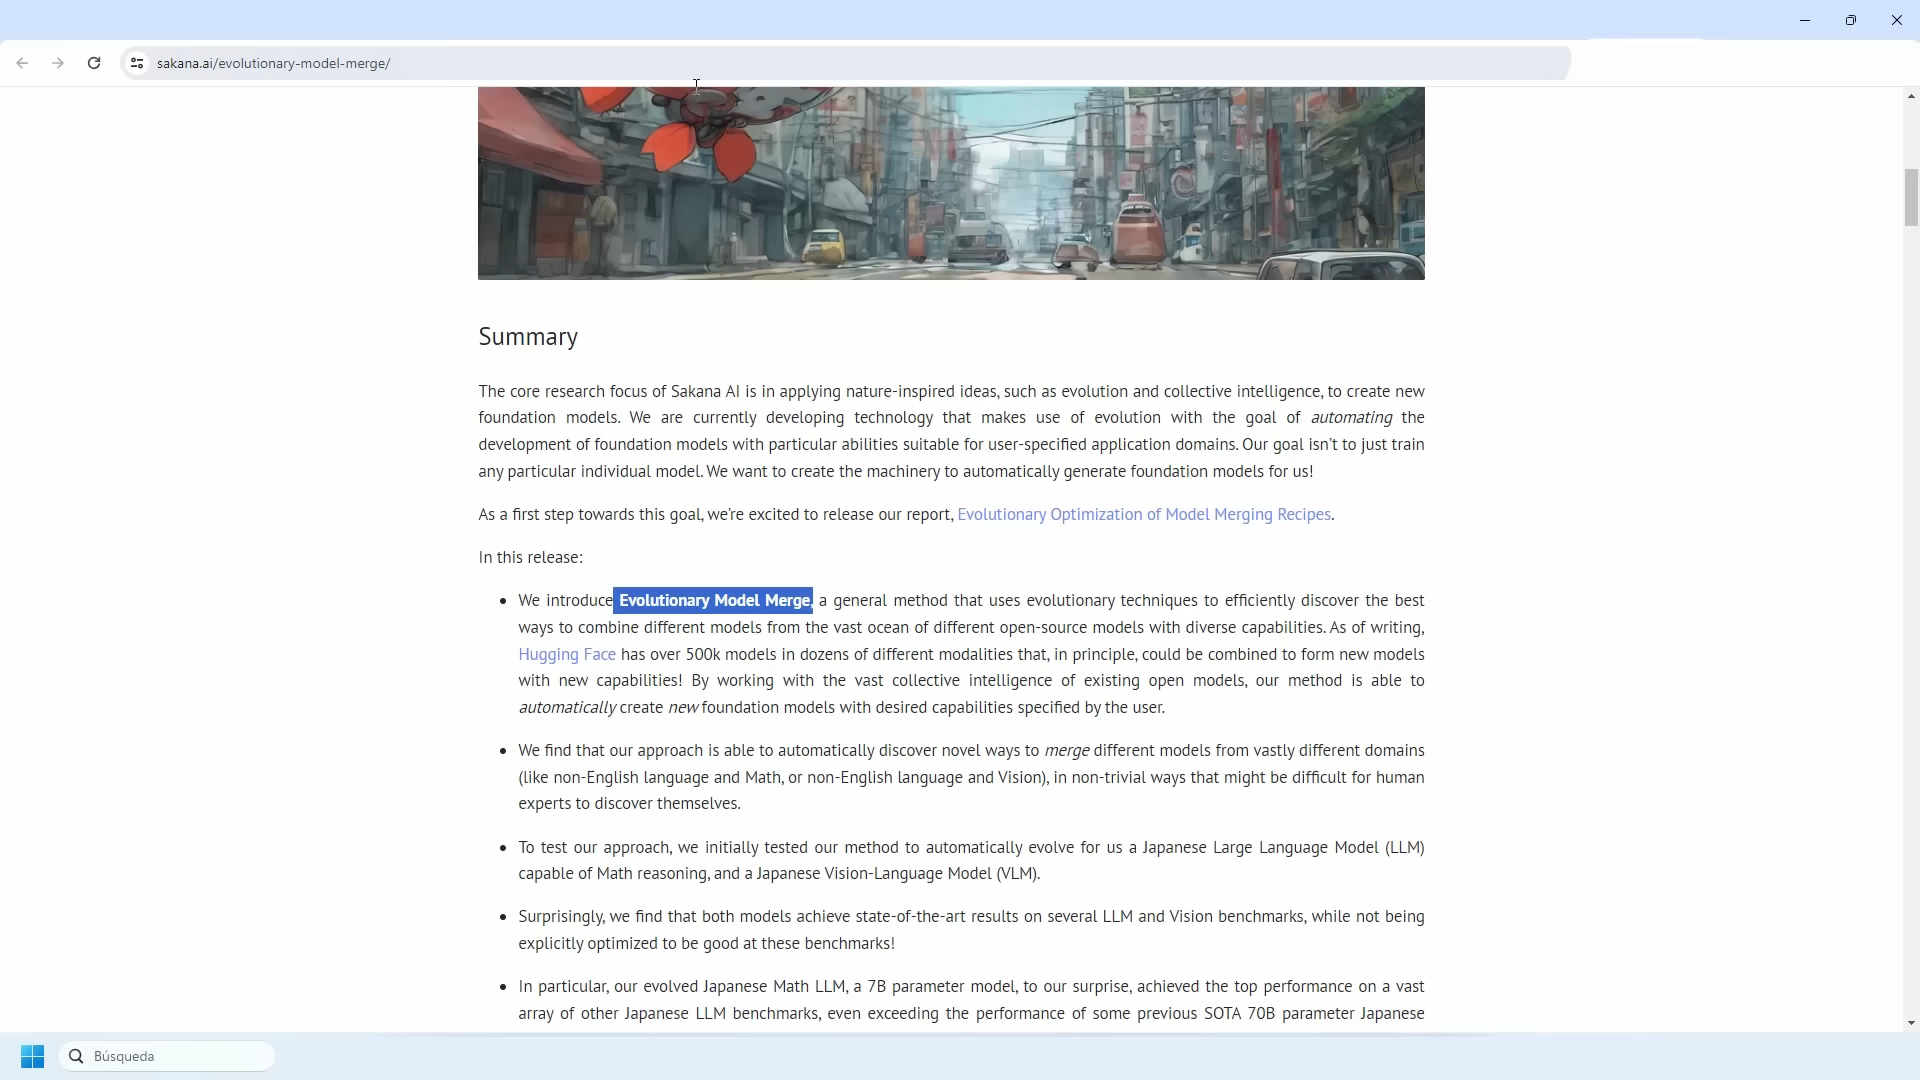 sakana.ai/evolutionary-model-merge/
Summary
The core research focus of Sakana AI is in applying nature-inspired ideas, such as evolution and collective intelligence, to create new
foundation models. We are currently developing technology that makes use of evolution with the goal of automating the
development of foundation models with particular abilities suitable for user-specified application domains. Our goal isn't to just train
any particular individual model. We want to create the machinery to automatically generate foundation models for us!
As a first step towards this goal, we're excited to release our report, Evolutionary Optimization of Model Merging Recipes.
In this release:
• We introduce Evolutionary Model Merge, a general method that uses evolutionary techniques to efficiently discover the best
ways to combine different models from the vast ocean of different open-source models with diverse capabilities. As of writing,
Hugging Face has over 500k models in dozens of different modalities that, in principle, could be combined to form new models
with new capabilities! By working with the vast collective intelligence of existing open models, our method is able to
automatically create new foundation models with desired capabilities specified by the user.
• We find that our approach is able to automatically discover novel ways to merge different models from vastly different domains
(like non-English language and Math, or non-English language and Vision), in non-trivial ways that might be difficult for human
experts to discover themselves.
• To test our approach, we initially tested our method to automatically evolve for us a Japanese Large Language Model (LLM)
capable of Math reasoning, and a Japanese Vision-Language Model (VLM).
• Surprisingly, we find that both models achieve state-of-the-art results on several LLM and Vision benchmarks, while not being
explicitly optimized to be good at these benchmarks!
• In particular, our evolved Japanese Math LLM, a 7B parameter model, to our surprise, achieved the top performance on a vast
array of other Japanese LLM benchmarks, even exceeding the performance of some previous SOTA 70B parameter Japanese
Búsqueda